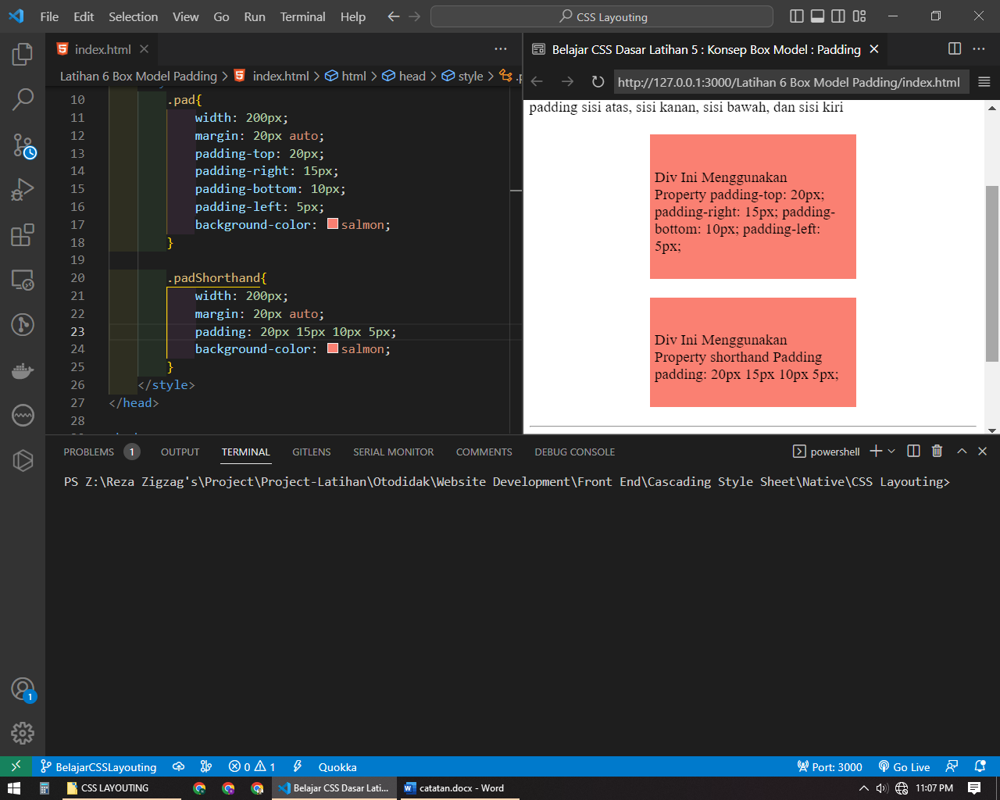 File Edit Selection View Go Run Terminal Help CSS Layouting
index.html
Latihan 6 Box Model Padding > index.html > html > head > style >
10 .pad{
11 width: 200px;
12 margin: 20px auto;
13 padding-top: 20px;
14 padding-right: 15px;
15 padding-bottom: 10px;
16 padding-left: 5px;
17 background-color: salmon;
18 }
19
20 .padShorthand{
21 width: 200px;
22 margin: 20px auto;
23 padding: 20px 15px 10px 5px;
24 background-color: salmon;
25 }
26 </style>
27 </head>
28
Belajar CSS Dasar Latihan 5 : Konsep Box Model : Padding
http://127.0.0.1:3000/Latihan 6 Box Model Padding/index.html
padding sisi atas, sisi kanan, sisi bawah, dan sisi kiri
Div Ini Menggunakan
Property padding-top: 20px;
padding-right: 15px; padding-
bottom: 10px; padding-left:
5px;
Div Ini Menggunakan
Property shorthand Padding
padding: 20px 15px 10px 5px;
PROBLEMS 1 OUTPUT TERMINAL GITLENS SERIAL MONITOR COMMENTS DEBUG CONSOLE powershell
PS Z:\Reza Zigzag's\Project\Project-Latihan\Otodidak\Website Development\Front End\Cascading Style Sheet\Native\CSS Layouting>
1
BelajarCSSLayouting 0 1 Quokka Port: 3000 Go Live
CSS LAYOUTING Belajar CSS Dasar Lati... catatan.docx - Word 11:07 PM